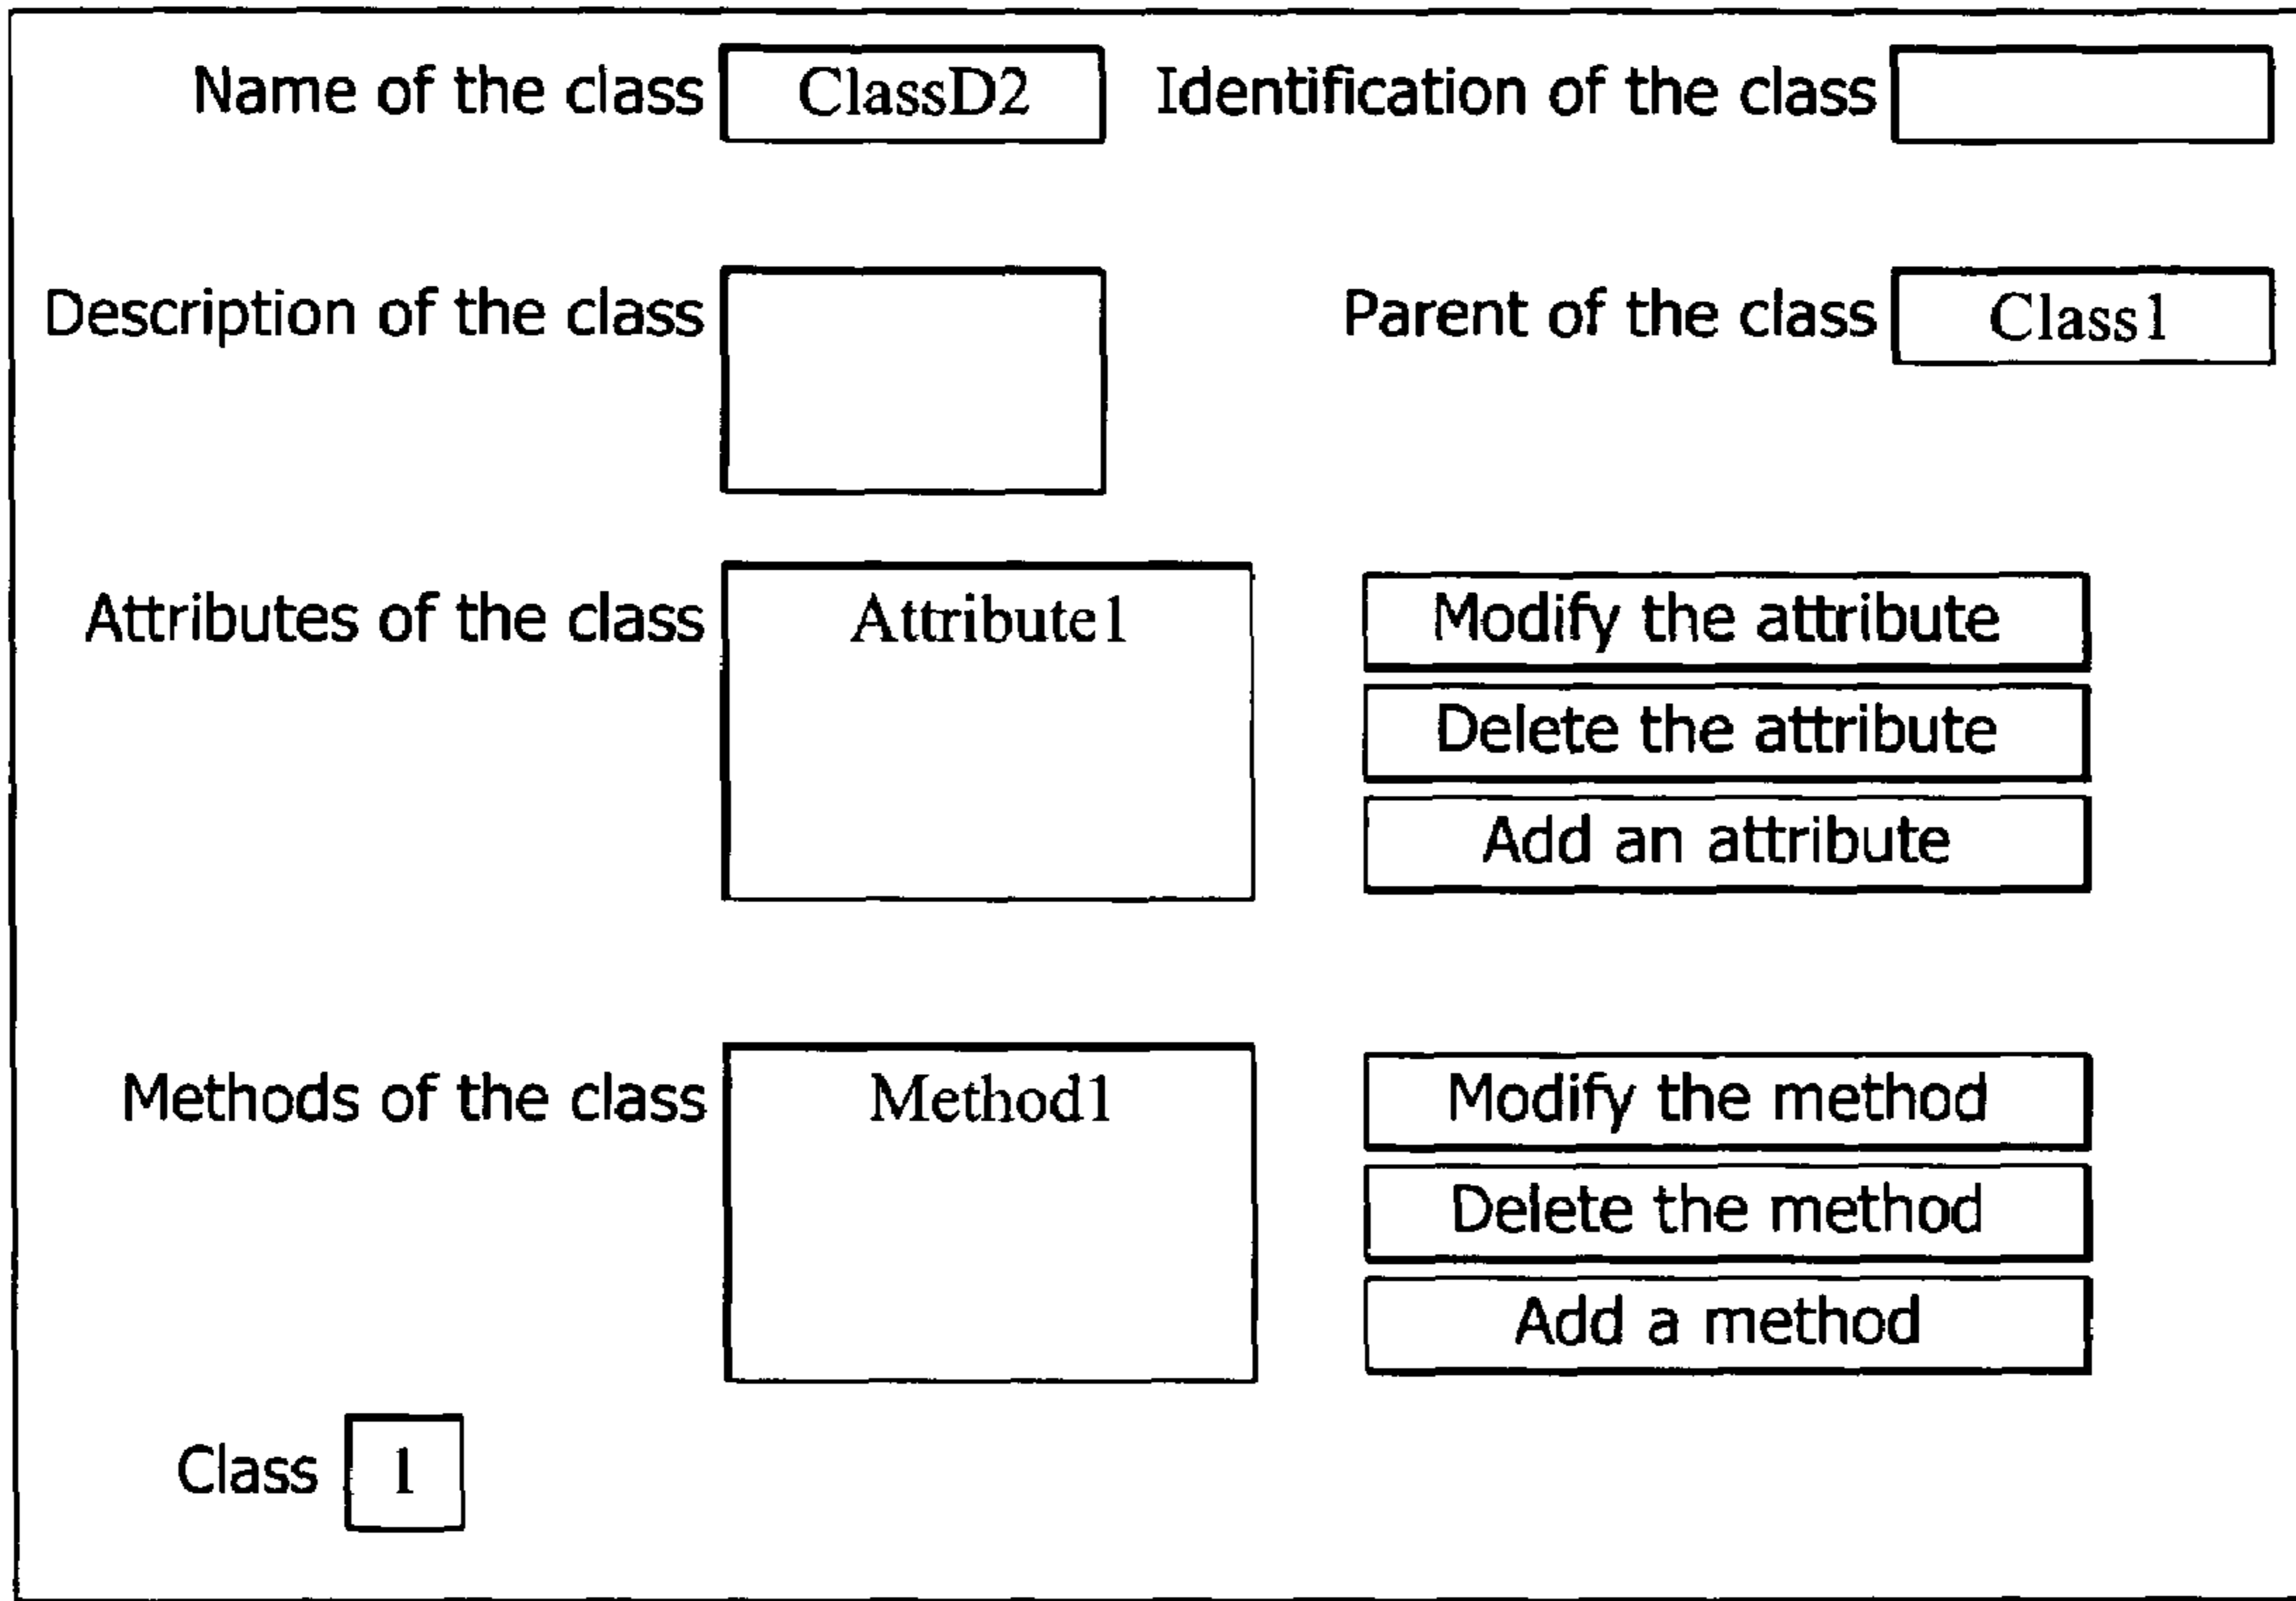 Name of the class ClassD2 Identification of the class
Description of the class Parent of the class Class1
Attributes of the class Attribute1 Modify the attribute
Delete the attribute
Add an attribute
Methods of the class Method1 Modify the method
Delete the method
Add a method
Class 1